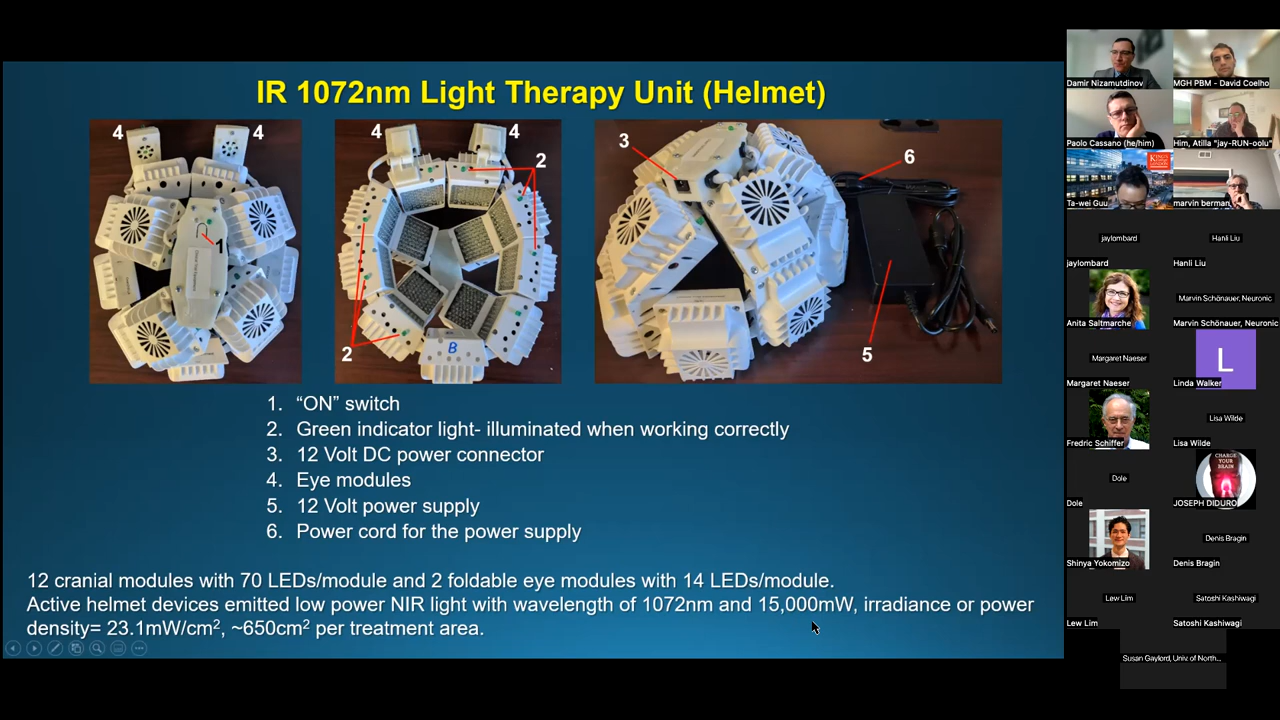 IR 1072nm Light Therapy Unit (Helmet)
4
4
1
4
4
2
2
B
3
6
5
1. “ON” switch
2. Green indicator light- illuminated when working correctly
3. 12 Volt DC power connector
4. Eye modules
5. 12 Volt power supply
6. Power cord for the power supply
12 cranial modules with 70 LEDs/module and 2 foldable eye modules with 14 LEDs/module.
Active helmet devices emitted low power NIR light with wavelength of 1072nm and 15,000mW, irradiance or power
density= 23.1mW/cm², ~650cm² per treatment area.
Damir Nizamutdinov
MGH PBM - David Coelho
Paolo Cassano (he/him)
Him, Atilla "jay-RUN-oolu"
KING'S
LONDON
Ta-wei Guu
marvin berman
jaylombard
Hanli Liu
jaylombard
Hanli Liu
Marvin Schönauer, Neuronic
Anita Saltmarche
Marvin Schönauer, Neuronic
Margaret Naeser
L
Margaret Naeser
Linda Walker
Lisa Wilde
Fredric Schiffer
Lisa Wilde
Dole
CHARGE
YOUR
BRAIN
Dole
JOSEPH DIDURO
Denis Bragin
Shinya Yokomizo
Denis Bragin
Lew Lim
Satoshi Kashiwagi
Lew Lim
Satoshi Kashiwagi
Susan Gaylord, Univ. of North...